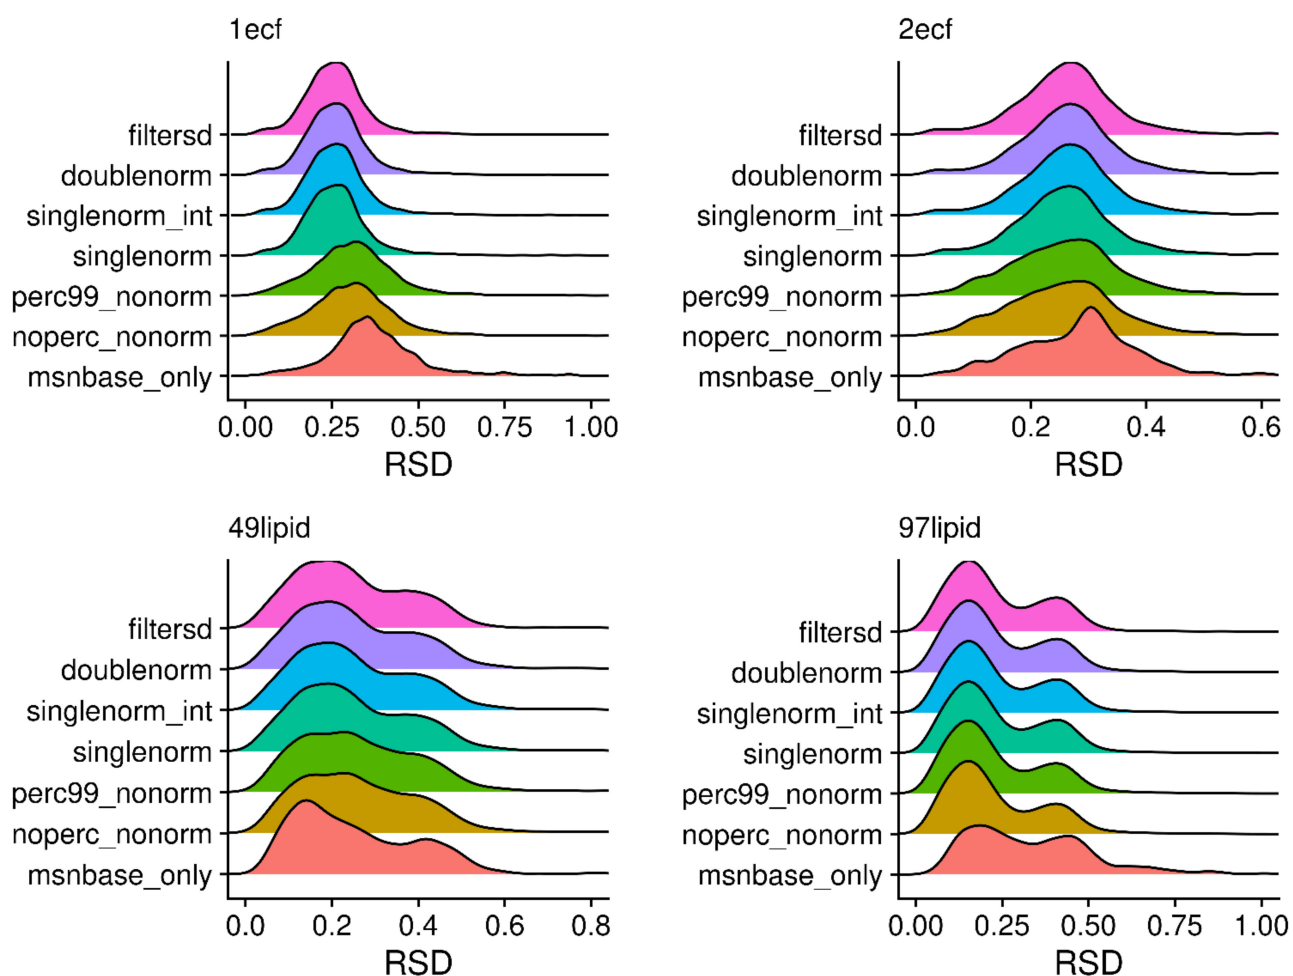 1ecf
filtersd
doublenorm
singlenorm_int
singlenorm
perc99_nonorm
noperc_nonorm
msnbase_only
0.00 0.25 0.50 0.75 1.00
RSD
2ecf
filtersd
doublenorm
singlenorm_int
singlenorm
perc99_nonorm
noperc_nonorm
msnbase_only
0.0 0.2 0.4 0.6
RSD
49lipid
filtersd
doublenorm
singlenorm_int
singlenorm
perc99_nonorm
noperc_nonorm
msnbase_only
0.0 0.2 0.4 0.6 0.8
RSD
97lipid
filtersd
doublenorm
singlenorm_int
singlenorm
perc99_nonorm
noperc_nonorm
msnbase_only
0.00 0.25 0.50 0.75 1.00
RSD